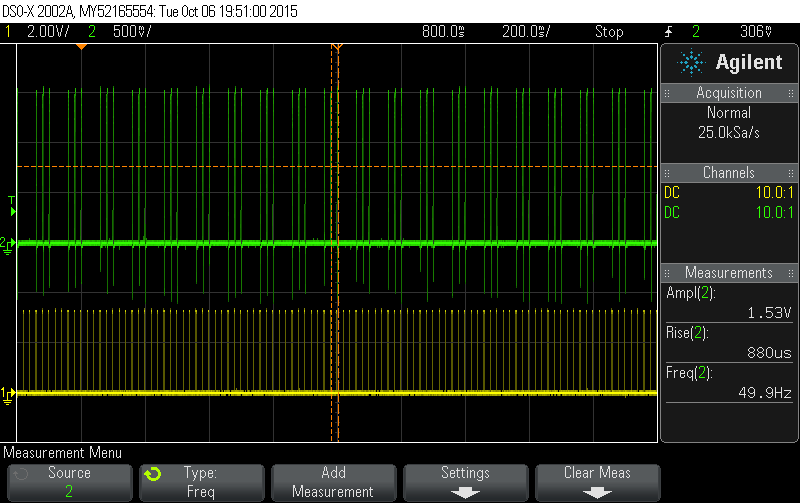 DSO-X 2002A, MY52165554: Tue Oct 06 19:51:00 2015
1 2.00V/ 2 500mV/ 800.0ms 200.0ms/ Stop 2 306mV
Agilent
Acquisition
Normal
25.0kSa/s
Channels
DC 10.0:1
DC 10.0:1
Measurements
Ampl(2):
1.53V
Rise(2):
880us
Freq(2):
49.9Hz
T
2
1
Measurement Menu
Source
2
Type:
Freq
Add
Measurement
Settings
Clear Meas